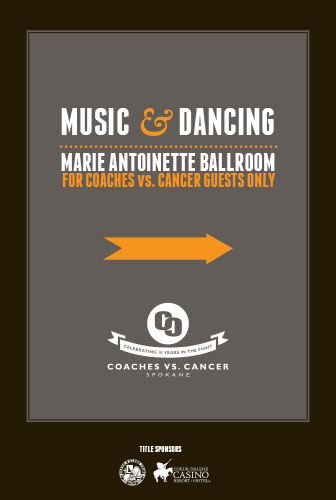 MUSIC & DANCING
MARIE ANTOINETTE BALLROOM
FOR COACHES vs. CANCER GUESTS ONLY
CELEBRATING 10 YEARS IN THE FIGHT
COACHES VS. CANCER
SPOKANE
TITLE SPONSORS
COEUR D'ALENE
CASINO
RESORT • HOTEL